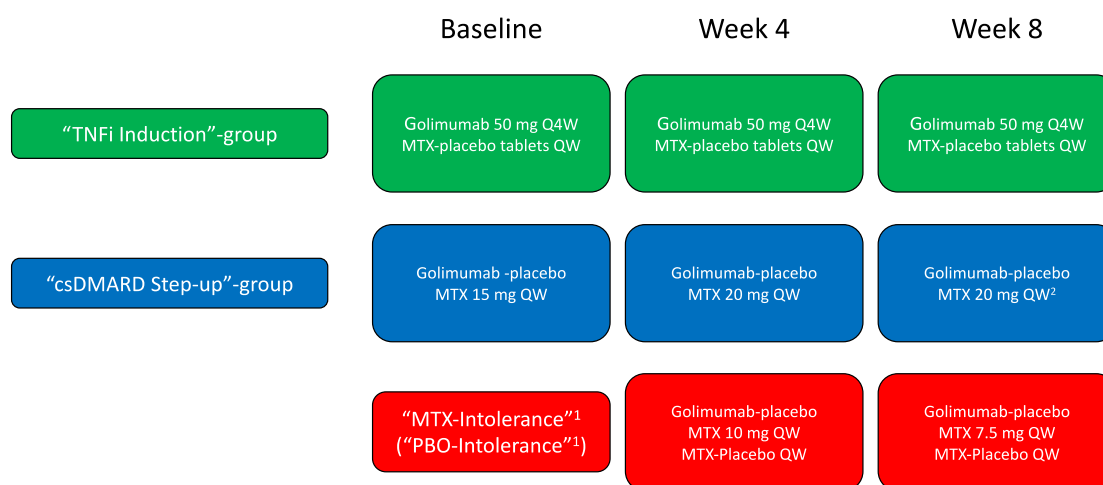 Baseline Week 4 Week 8
“TNFi Induction”-group
Golimumab 50 mg Q4W
MTX-placebo tablets QW
Golimumab 50 mg Q4W
MTX-placebo tablets QW
Golimumab 50 mg Q4W
MTX-placebo tablets QW
“csDMARD Step-up”-group
Golimumab -placebo
MTX 15 mg QW
Golimumab-placebo
MTX 20 mg QW
Golimumab-placebo
MTX 20 mg QW²
“MTX-Intolerance”¹
(“PBO-Intolerance”¹)
Golimumab-placebo
MTX 10 mg QW
MTX-Placebo QW
Golimumab-placebo
MTX 7.5 mg QW
MTX-Placebo QW